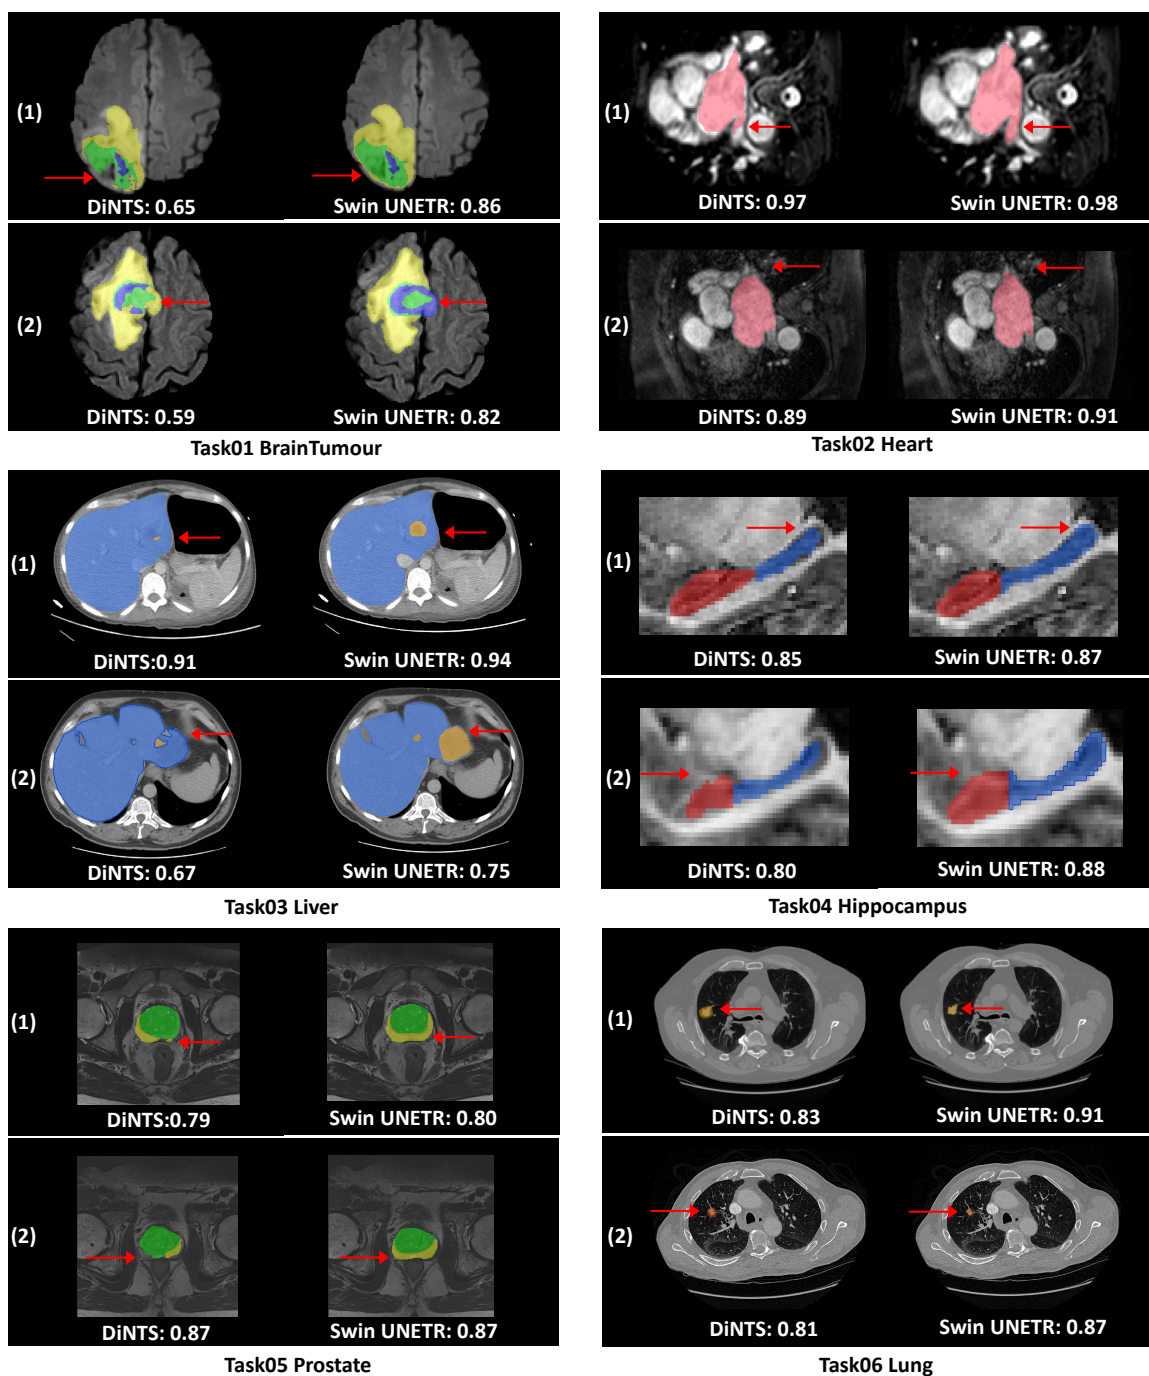 (1)
DiNTS: 0.65
Swin UNETR: 0.86
(2)
DiNTS: 0.59
Swin UNETR: 0.82
Task01 BrainTumour
(1)
DiNTS: 0.97
Swin UNETR: 0.98
(2)
DiNTS: 0.89
Swin UNETR: 0.91
Task02 Heart
(1)
DiNTS:0.91
Swin UNETR: 0.94
(2)
DiNTS: 0.67
Swin UNETR: 0.75
Task03 Liver
(1)
DiNTS: 0.85
Swin UNETR: 0.87
(2)
DiNTS: 0.80
Swin UNETR: 0.88
Task04 Hippocampus
(1)
DiNTS:0.79
Swin UNETR: 0.80
(2)
DiNTS: 0.87
Swin UNETR: 0.87
Task05 Prostate
(1)
DiNTS: 0.83
Swin UNETR: 0.91
(2)
DiNTS: 0.81
Swin UNETR: 0.87
Task06 Lung